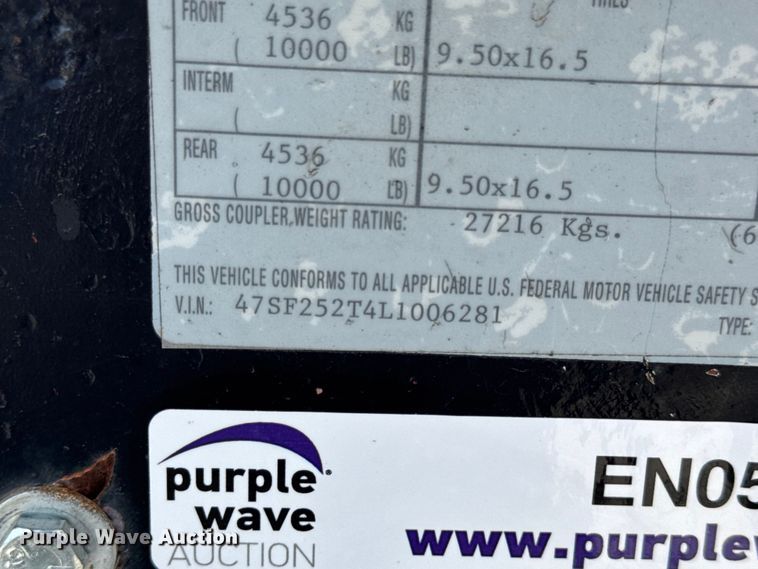 FRONT 4536 KG
( 10000 LB) 9.50x16.5
INTERM KG
( LB)
REAR 4536 KG
( 10000 LB) 9.50x16.5
GROSS COUPLER WEIGHT RATING: 27216 Kgs. (6
THIS VEHICLE CONFORMS TO ALL APPLICABLE U.S. FEDERAL MOTOR VEHICLE SAFETY S
V.I.N.: 47SF252T4L1006281
TYPE:
purple
wave
AUCTION
EN05
www.purplew
Purple Wave Auction